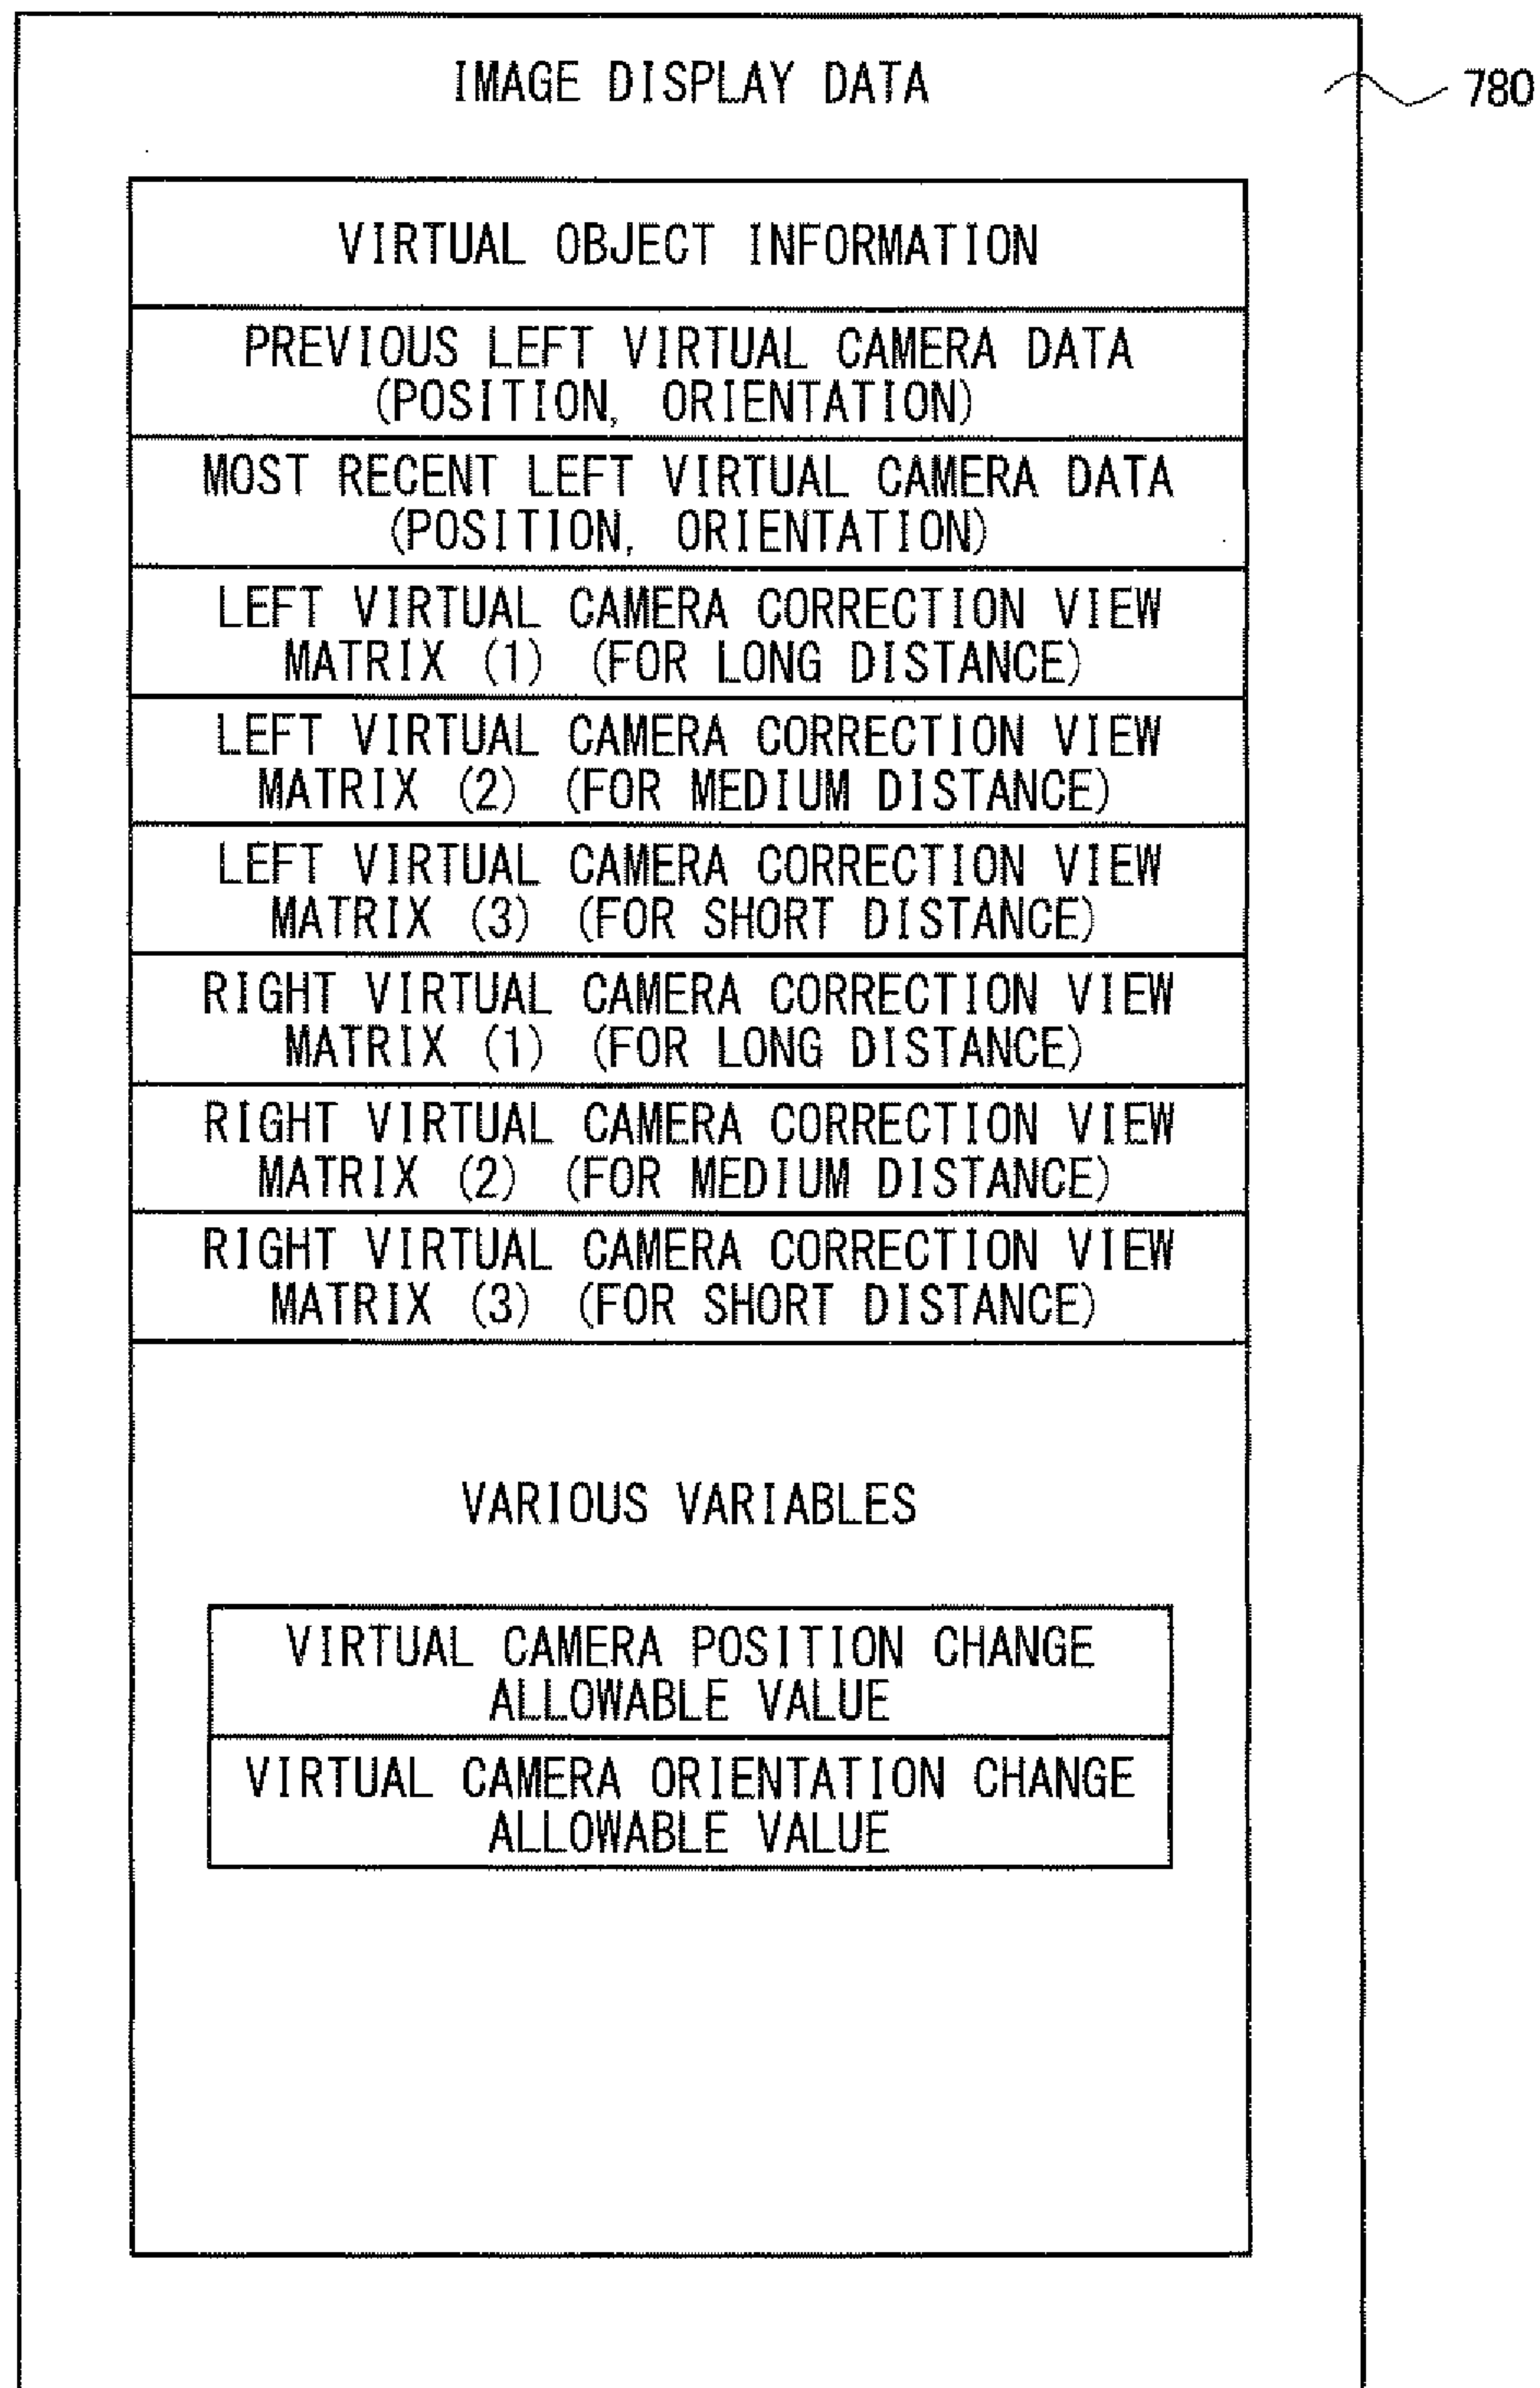 IMAGE DISPLAY DATA
780
VIRTUAL OBJECT INFORMATION
PREVIOUS LEFT VIRTUAL CAMERA DATA
(POSITION, ORIENTATION)
MOST RECENT LEFT VIRTUAL CAMERA DATA
(POSITION, ORIENTATION)
LEFT VIRTUAL CAMERA CORRECTION VIEW
MATRIX (1) (FOR LONG DISTANCE)
LEFT VIRTUAL CAMERA CORRECTION VIEW
MATRIX (2) (FOR MEDIUM DISTANCE)
LEFT VIRTUAL CAMERA CORRECTION VIEW
MATRIX (3) (FOR SHORT DISTANCE)
RIGHT VIRTUAL CAMERA CORRECTION VIEW
MATRIX (1) (FOR LONG DISTANCE)
RIGHT VIRTUAL CAMERA CORRECTION VIEW
MATRIX (2) (FOR MEDIUM DISTANCE)
RIGHT VIRTUAL CAMERA CORRECTION VIEW
MATRIX (3) (FOR SHORT DISTANCE)
VARIOUS VARIABLES
VIRTUAL CAMERA POSITION CHANGE
ALLOWABLE VALUE
VIRTUAL CAMERA ORIENTATION CHANGE
ALLOWABLE VALUE